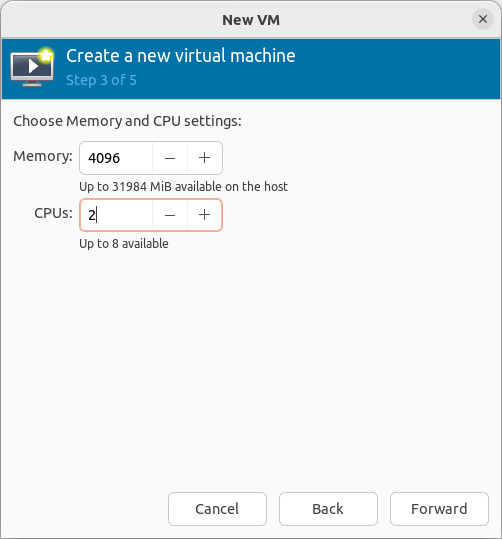 New VM
Create a new virtual machine
Step 3 of 5
Choose Memory and CPU settings:
Memory: 4096 − +
Up to 31984 MiB available on the host
CPUs: 2 − +
Up to 8 available
Cancel Back Forward